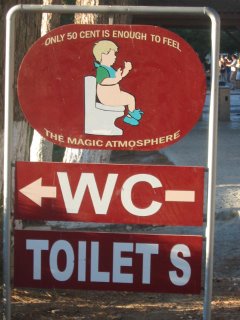 ONLY 50 CENT IS ENOUGH TO FEEL
THE MAGIC ATMOSPHERE
WC
TOILET S